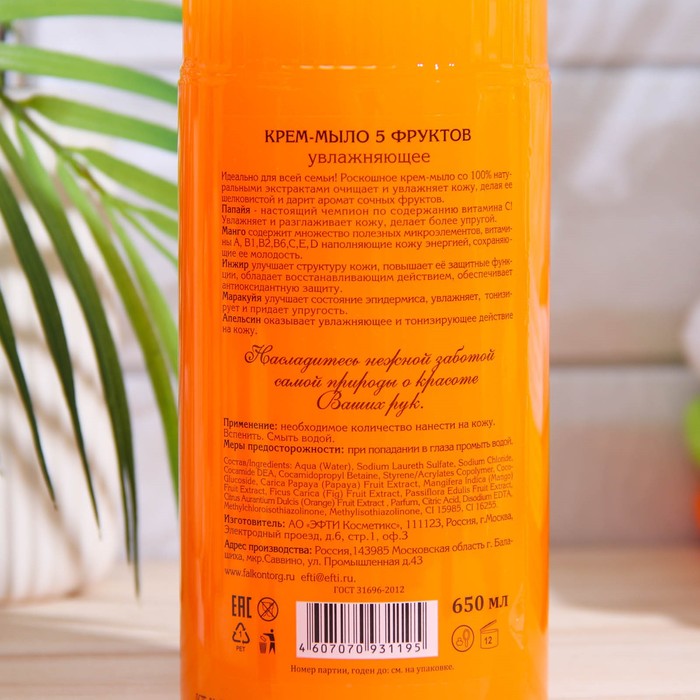 КРЕМ-МЫЛО 5 ФРУКТОВ
увлажняющее
Идеально для всей семьи! Роскошное крем-мыло со 100% нату-
ральными экстрактами очищает и увлажняет кожу, делая ее
шелковистой и дарит аромат сочных фруктов.
Папайя - настоящий чемпион по содержанию витамина С!
Увлажняет и разглаживает кожу, делает более упругой.
Манго содержит множество полезных микроэлементов, витами-
ны А, В1,В2,В6,С,Е, D наполняющие кожу энергией, сохраняю-
щие ее молодость.
Инжир улучшает структуру кожи, повышает её защитные функ-
ции, обладает восстанавливающим действием, обеспечивает
антиоксидантную защиту.
Маракуйя улучшает состояние эпидермиса, увлажняет, тонизи-
рует и придает упругость.
Апельсин оказывает увлажняющее и тонизирующее действие
на кожу.
Насладитесь нежной заботой
самой природы о красоте
Ваших рук.
Применение: необходимое количество нанести на кожу.
Вспенить. Смыть водой.
Меры предосторожности: при попадании в глаза промыть водой.
Состав/Ingredients: Aqua (Water), Sodium Laureth Sulfate, Sodium Chloride,
Cocamide DEA, Cocamidopropyl Betaine, Styrene/Acrylates Copolymer, Coco-
Glucoside, Carica Papaya (Papaya) Fruit Extract, Mangifera Indica (Mango)
Fruit Extract, Ficus Carica (Fig) Fruit Extract, Passiflora Edulis Fruit Extract,
Citrus Aurantium Dulcis (Orange) Fruit Extract , Parfum, Citric Acid, Disodium EDTA,
Methylchloroisothiazolinone, Methylisothiazolinone, CI 15985, CI 16255.
Изготовитель: АО «ЭФТИ Косметикс», 111123, Россия, г.Москва,
Электродный проезд, д.6, стр.1, оф.3
Адрес производства: Россия,143985 Московская область г. Бала-
шиха, мкр.Саввино, ул. Промышленная д.43
www.falkontorg.ru efti@efti.ru.
ГОСТ 31696-2012
EAC
650 мл
1
PET
4 607070 931195
12
Номер партии, годен до: см. на упаковке.